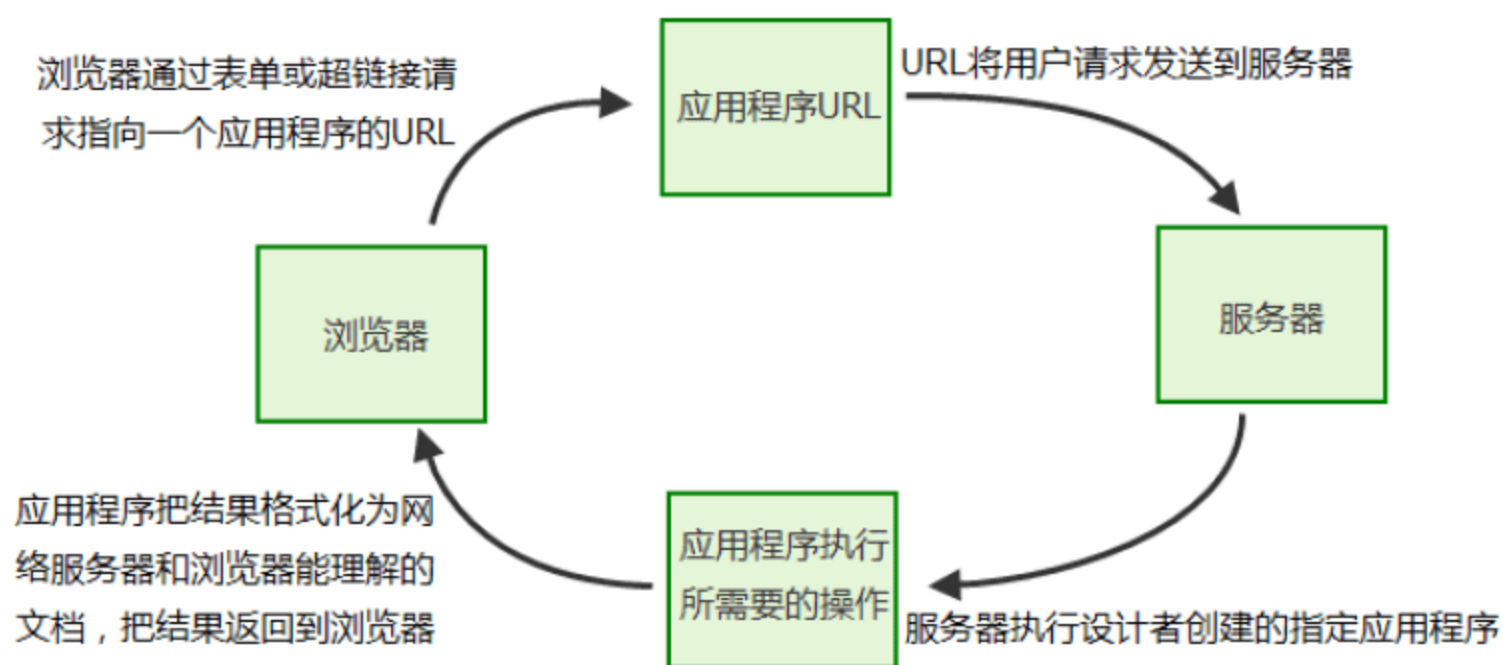 浏览器通过表单或超链接请
求指向一个应用程序的URL
应用程序URL
URL将用户请求发送到服务器
浏览器
服务器
应用程序把结果格式化为网
络服务器和浏览器能理解的
文档，把结果返回到浏览器
应用程序执行
所需要的操作
服务器执行设计者创建的指定应用程序